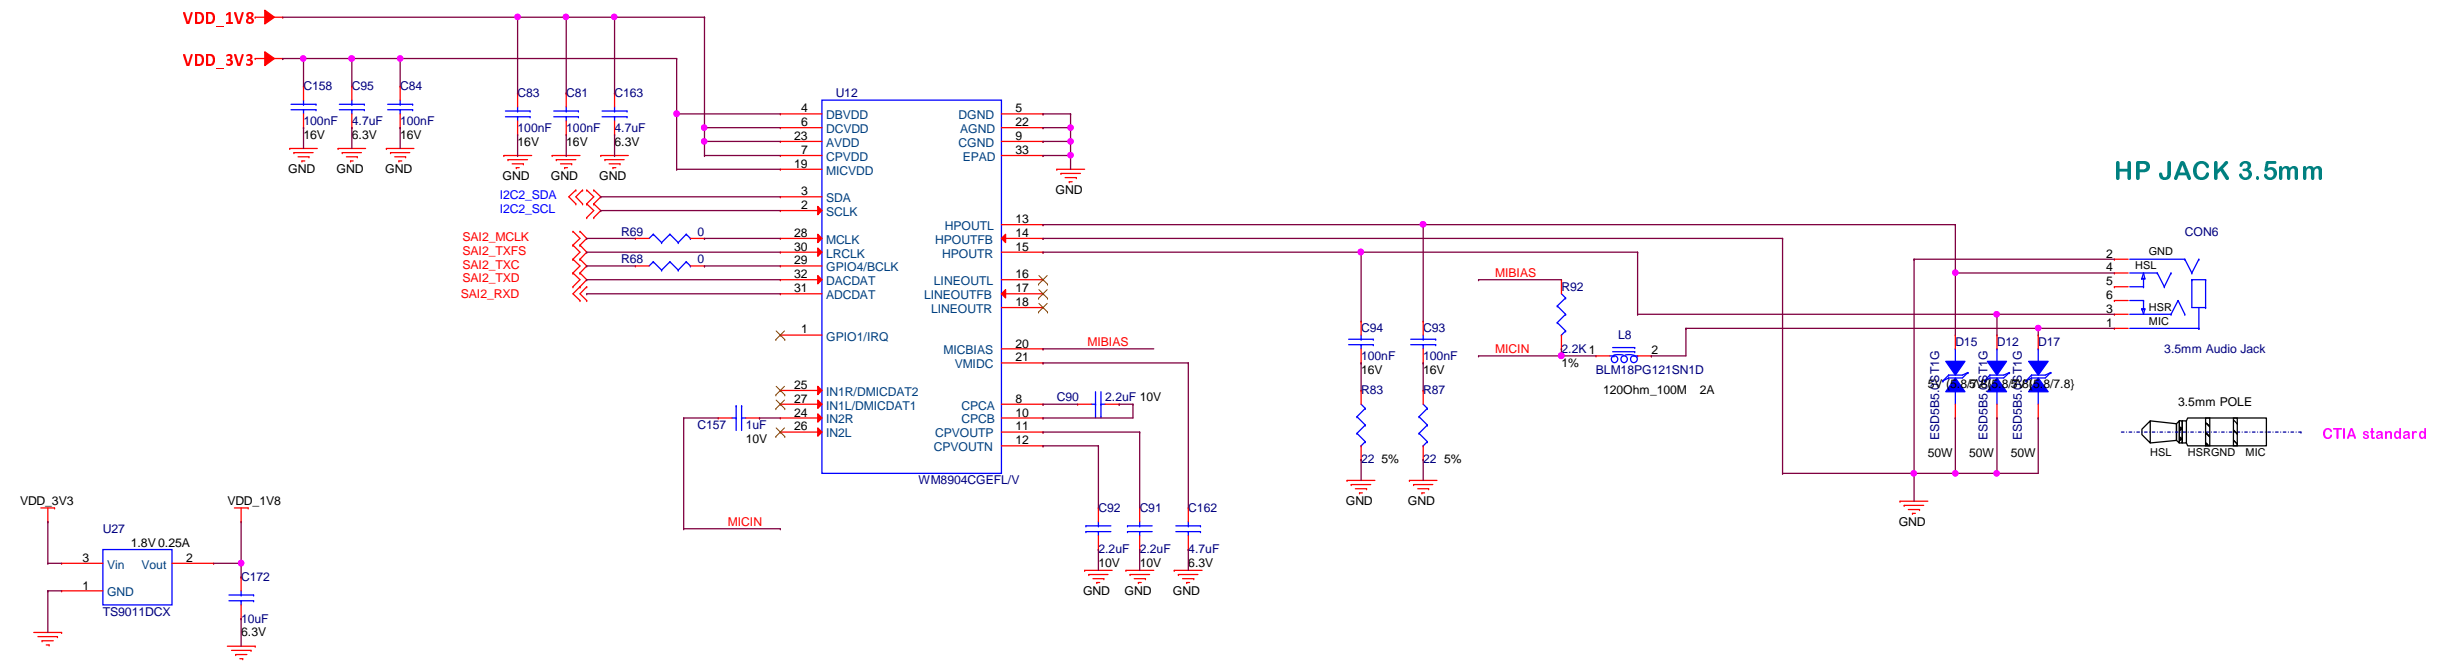 VDD_1V8
VDD_3V3
C158
100nF
16V
GND
C95
4.7uF
6.3V
GND
C84
100nF
16V
GND
C83
100nF
16V
GND
C81
100nF
16V
GND
C163
4.7uF
6.3V
GND
U12
4 DBVDD
6 DCVDD
23 AVDD
7 CPVDD
19 MICVDD
I2C2_SDA 3 SDA
I2C2_SCL 2 SCLK
SAI2_MCLK R69 0 28 MCLK
SAI2_TXFS 30 LRCLK
SAI2_TXC R68 0 29 GPIO4/BCLK
SAI2_TXD 32 DACDAT
SAI2_RXD 31 ADCDAT
1 GPIO1/IRQ
25 IN1R/DMICDAT2
27 IN1L/DMICDAT1
24 IN2R
26 IN2L
C157
1uF
10V
MICIN
DGND 5
AGND 22
CGND 9
EPAD 33
GND
HPOUTL 13
HPOUTFB 14
HPOUTR 15
LINEOUTL 16
LINEOUTFB 17
LINEOUTR 18
MICBIAS 20 MIBIAS
VMIDC 21
CPCA 8
CPCB 10
CPVOUTP 11
CPVOUTN 12
WM8904CGEFL/V
C90 2.2uF 10V
C92
2.2uF
10V
GND
C91
2.2uF
10V
GND
C162
4.7uF
6.3V
GND
C94
100nF
16V
R83
22 5%
GND
C93
100nF
16V
R87
22 5%
GND
MIBIAS
R92
2.2K
1%
MICIN
L8
1 2
BLM18PG121SN1D
120Ohm_100M 2A
HP JACK 3.5mm
CON6
2 GND
4 HSL
5
6
3 HSR
1 MIC
3.5mm Audio Jack
D15
50W
D12
50W
D17
50W
GND
3.5mm POLE
HSL HSR GND MIC
CTIA standard
VDD_3V3
VDD_1V8
U27
1.8V 0.25A
3 Vin Vout 2
1 GND
TS9011DCX
C172
10uF
6.3V